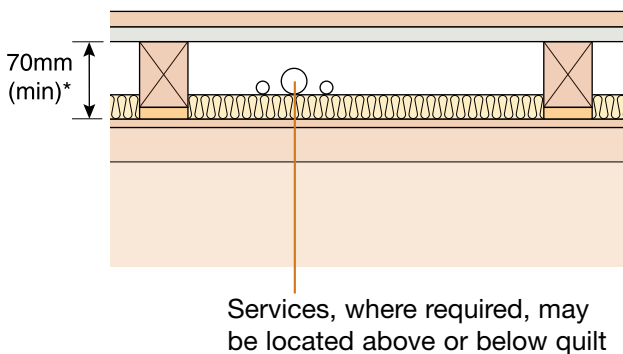 70mm
(min)*
Services, where required, may
be located above or below quilt